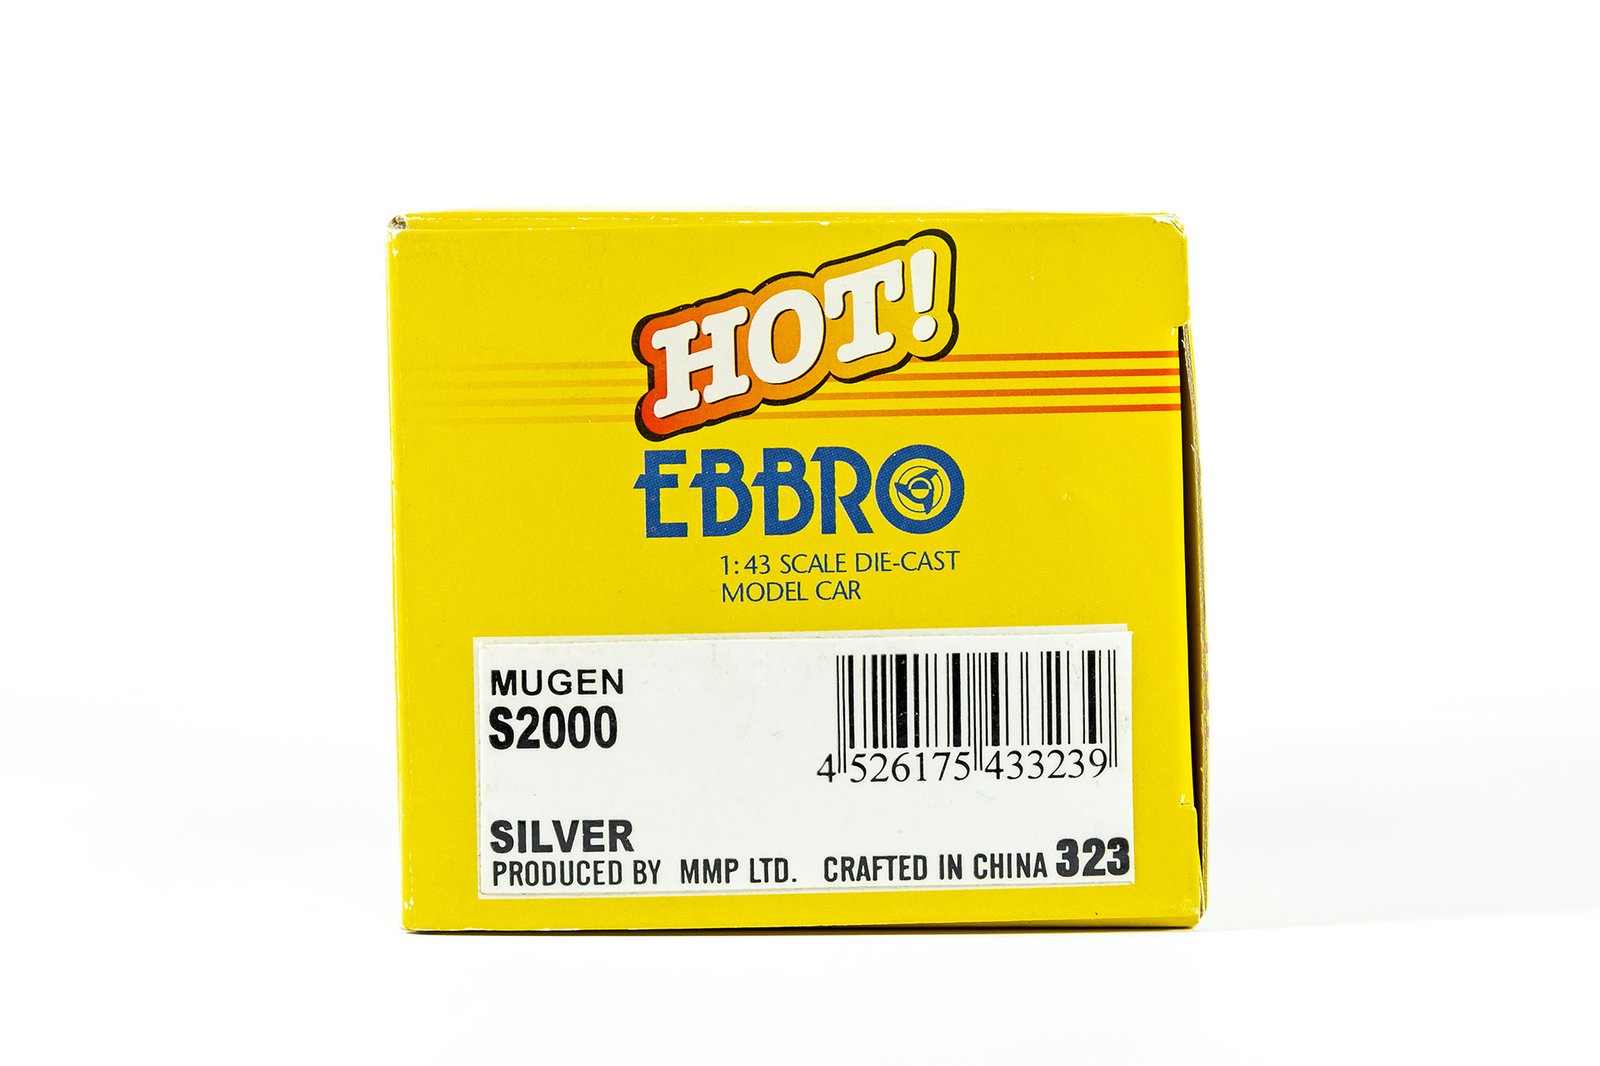 HOT!
EBBRO
1:43 SCALE DIE-CAST
MODEL CAR
MUGEN
S2000
4 526175 433239
SILVER
PRODUCED BY MMP LTD. CRAFTED IN CHINA 323